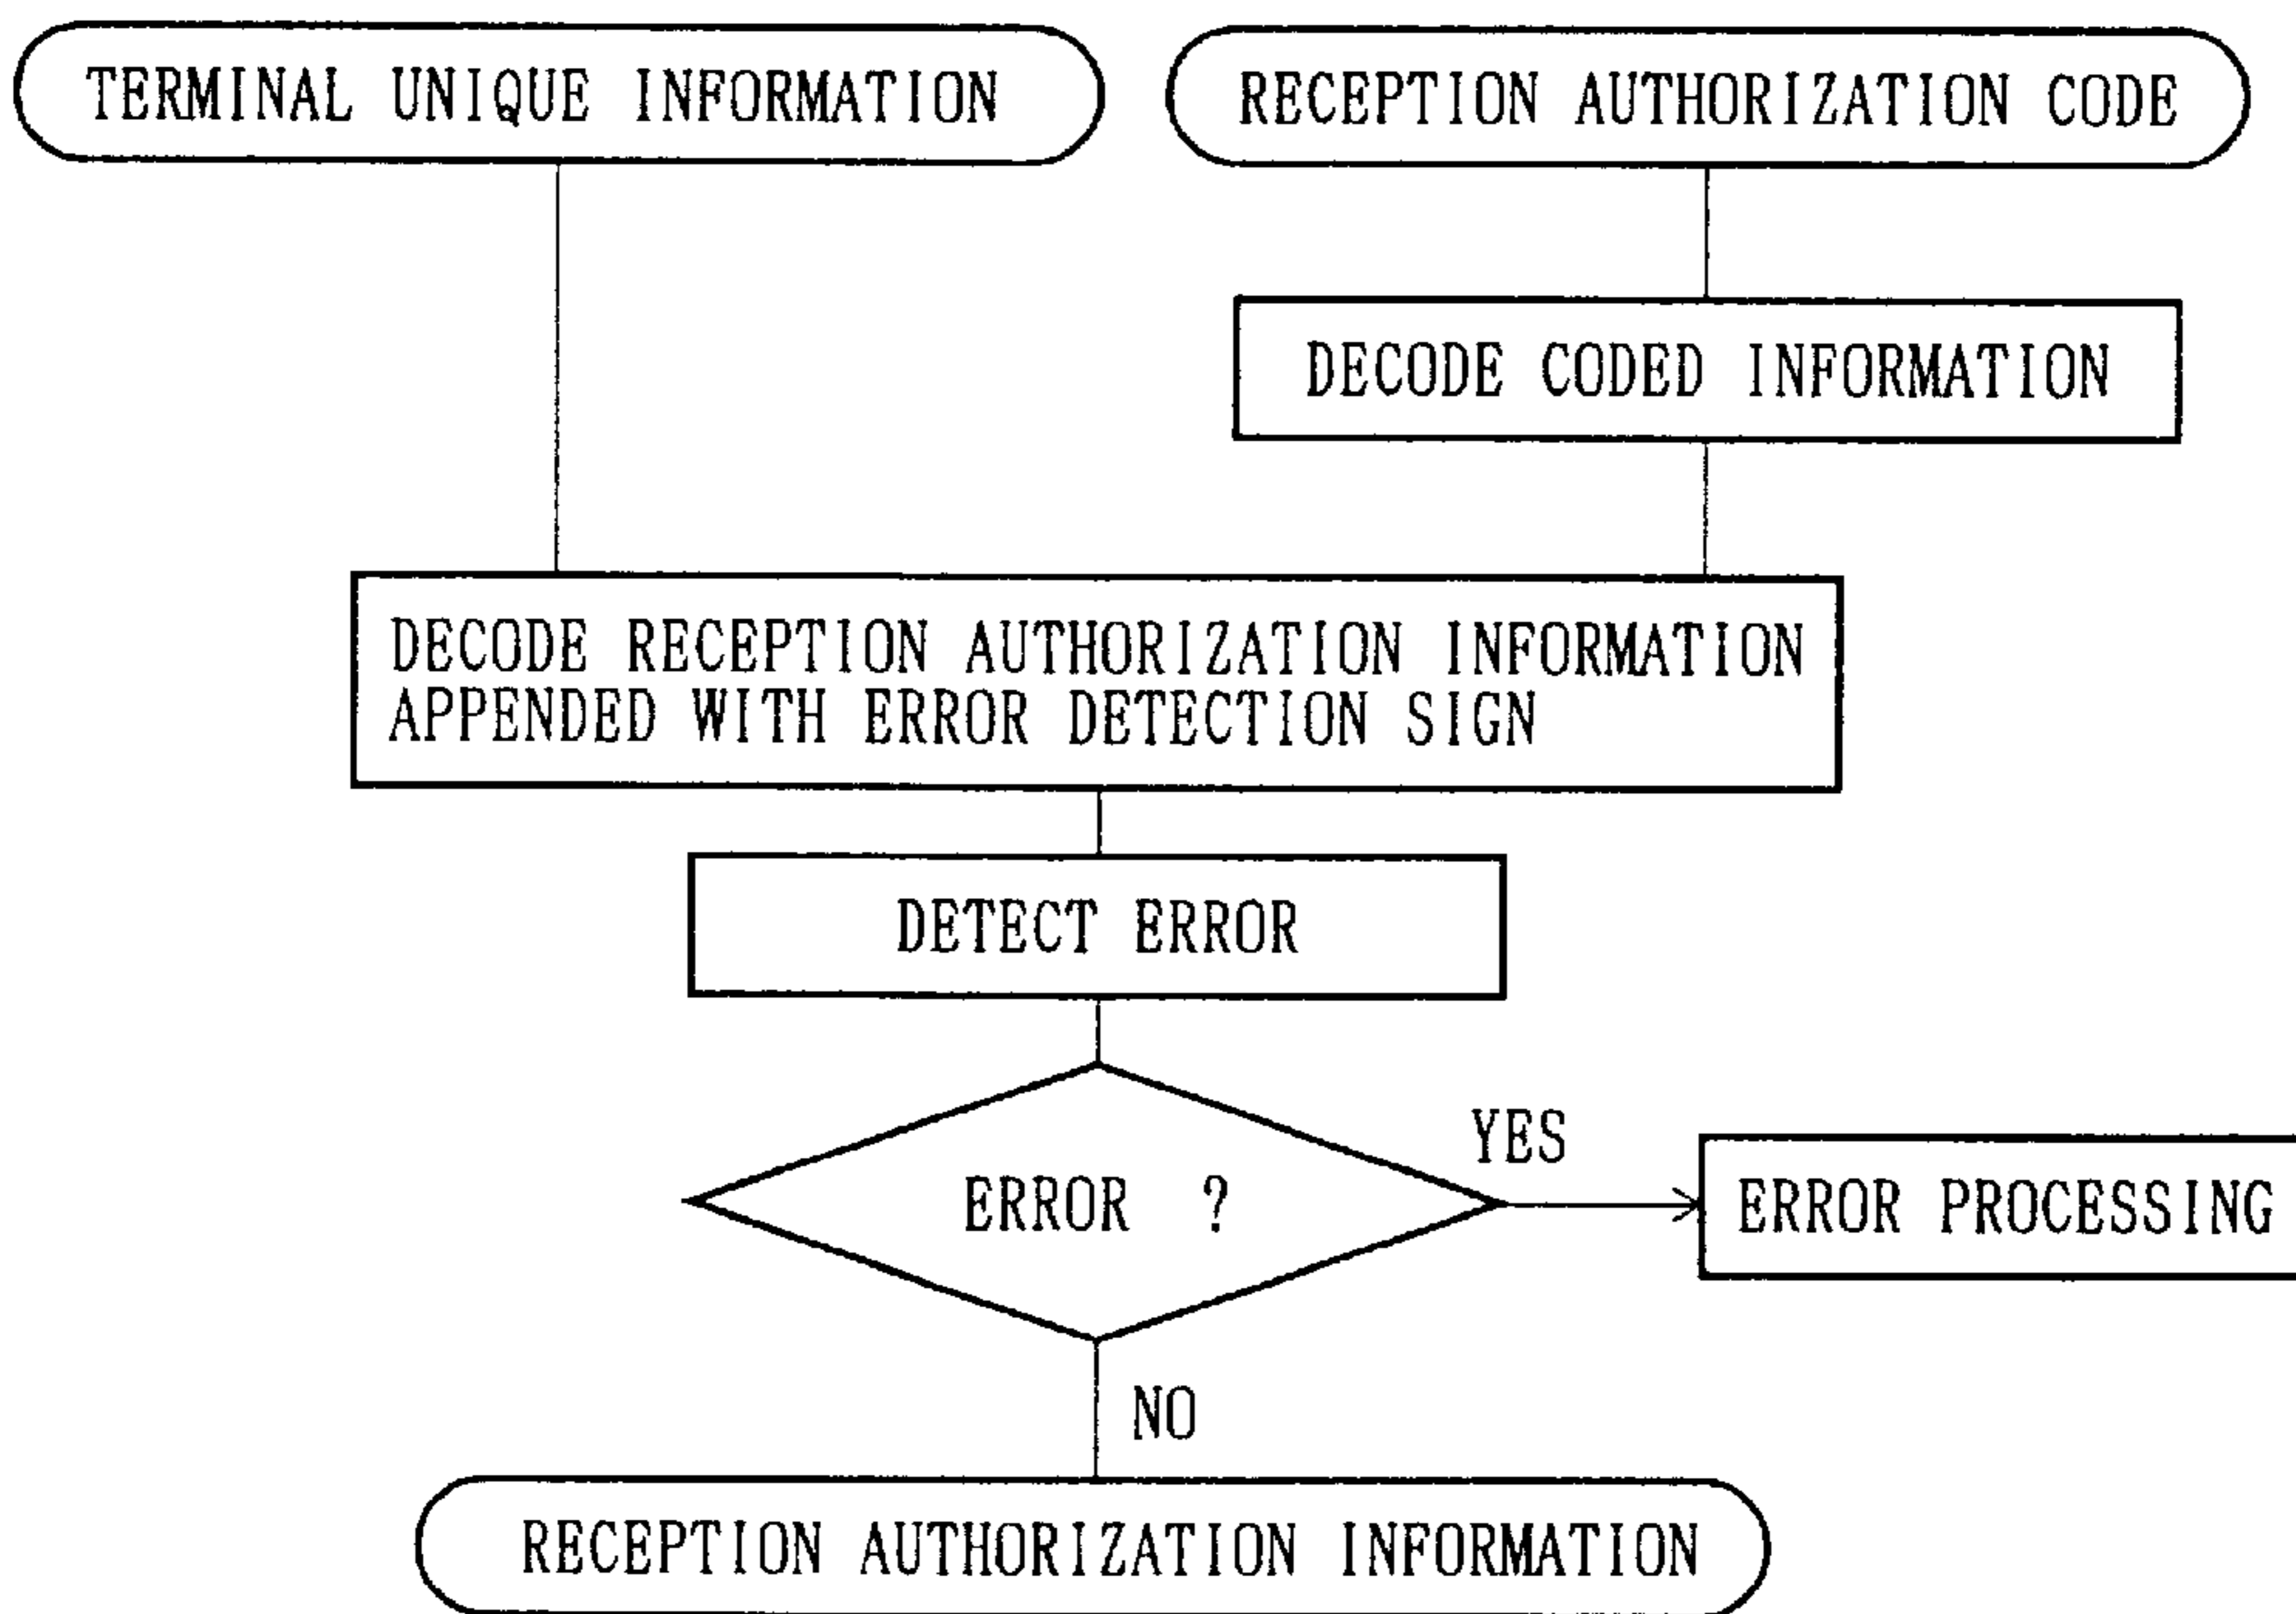 TERMINAL UNIQUE INFORMATION
RECEPTION AUTHORIZATION CODE
DECODE CODED INFORMATION
DECODE RECEPTION AUTHORIZATION INFORMATION
APPENDED WITH ERROR DETECTION SIGN
DETECT ERROR
ERROR ?
YES
ERROR PROCESSING
NO
RECEPTION AUTHORIZATION INFORMATION